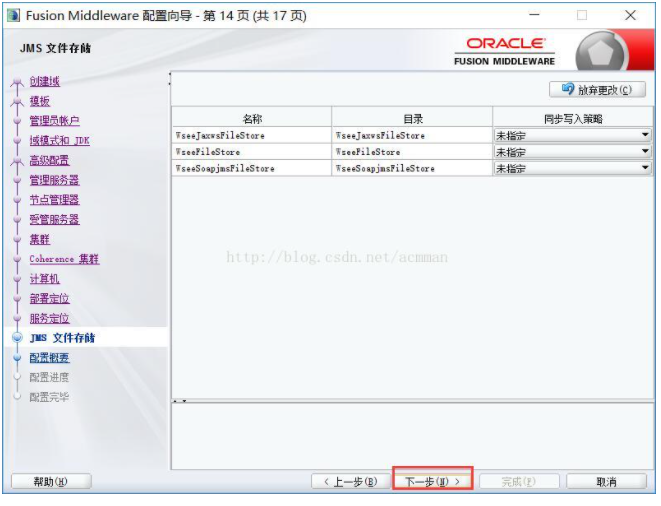 Fusion Middleware 配置向导 - 第 14 页 (共 17 页)
JMS 文件存储
ORACLE
FUSION MIDDLEWARE
创建域
模板
管理员帐户
域模式和 JDK
高级配置
管理服务器
节点管理器
受管服务器
集群
Coherence 集群
计算机
部署定位
服务定位
JMS 文件存储
配置概要
配置进度
配置完毕
放弃更改(C)
名称 目录 同步写入策略
WseeJaxwsFileStore WseeJaxwsFileStore 未指定
WseeFileStore WseeFileStore 未指定
WseeSoapjmsFileStore WseeSoapjmsFileStore 未指定
http://blog.csdn.net/acmman
帮助(H) < 上一步(B) 下一步(N) > 完成(F) 取消